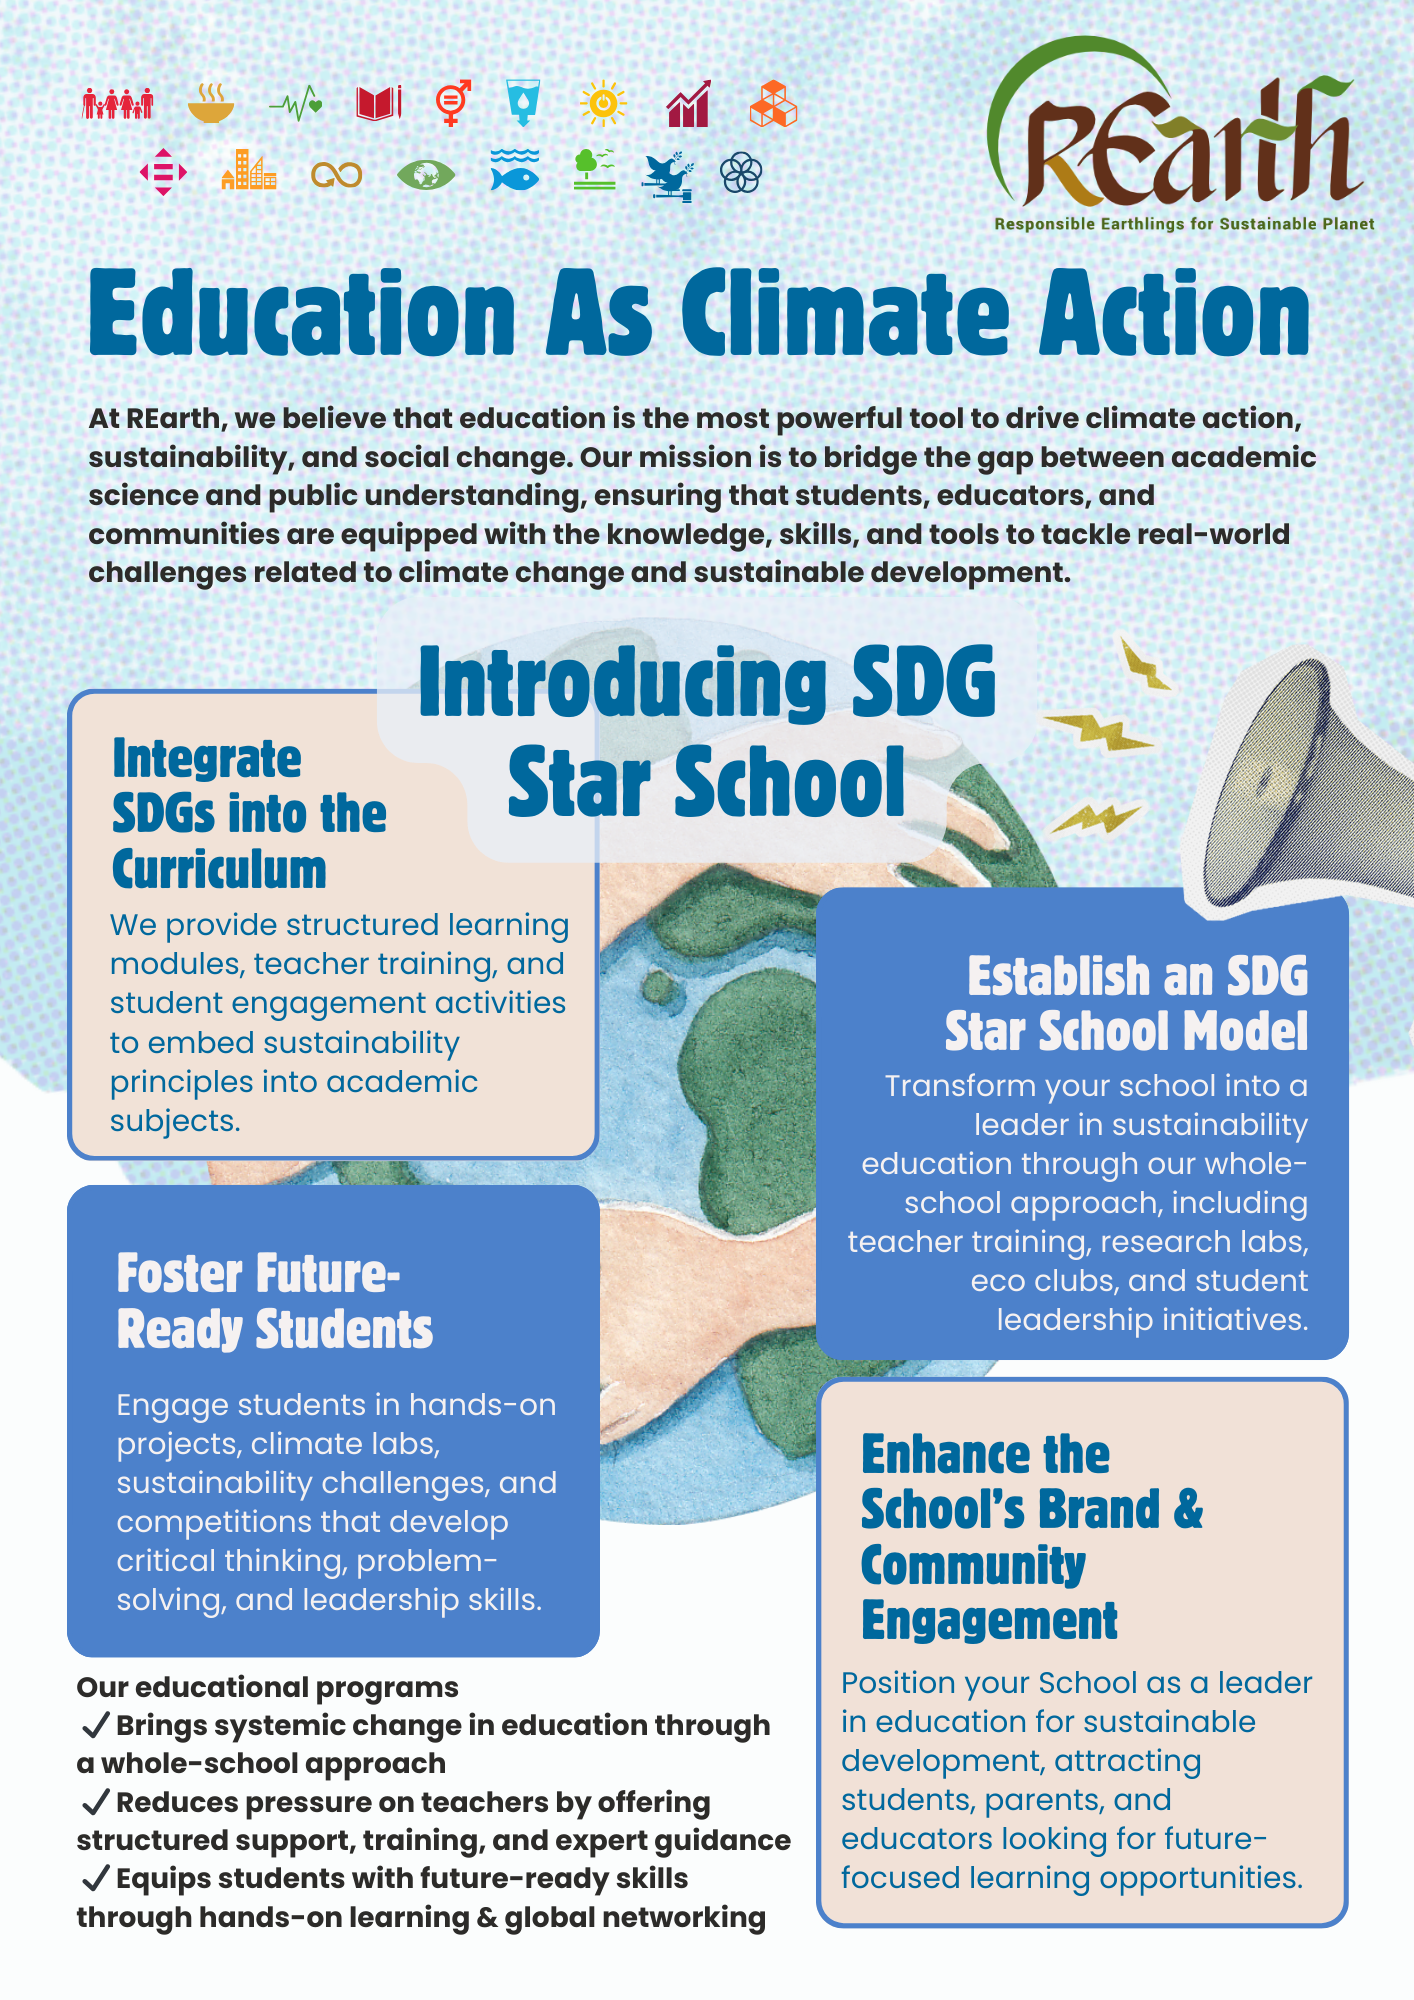 REarth
Responsible Earthlings for Sustainable Planet
Education As Climate Action
At REarth, we believe that education is the most powerful tool to drive climate action,
sustainability, and social change. Our mission is to bridge the gap between academic
science and public understanding, ensuring that students, educators, and
communities are equipped with the knowledge, skills, and tools to tackle real-world
challenges related to climate change and sustainable development.
Introducing SDG
Star School
Integrate
SDGs into the
Curriculum
We provide structured learning
modules, teacher training, and
student engagement activities
to embed sustainability
principles into academic
subjects.
Establish an SDG
Star School Model
Transform your school into a
leader in sustainability
education through our whole-
school approach, including
teacher training, research labs,
eco clubs, and student
leadership initiatives.
Foster Future-
Ready Students
Engage students in hands-on
projects, climate labs,
sustainability challenges, and
competitions that develop
critical thinking, problem-
solving, and leadership skills.
Enhance the
School's Brand &
Community
Engagement
Position your School as a leader
in education for sustainable
development, attracting
students, parents, and
educators looking for future-
focused learning opportunities.
Our educational programs
✓ Brings systemic change in education through
a whole-school approach
✓ Reduces pressure on teachers by offering
structured support, training, and expert guidance
✓ Equips students with future-ready skills
through hands-on learning & global networking